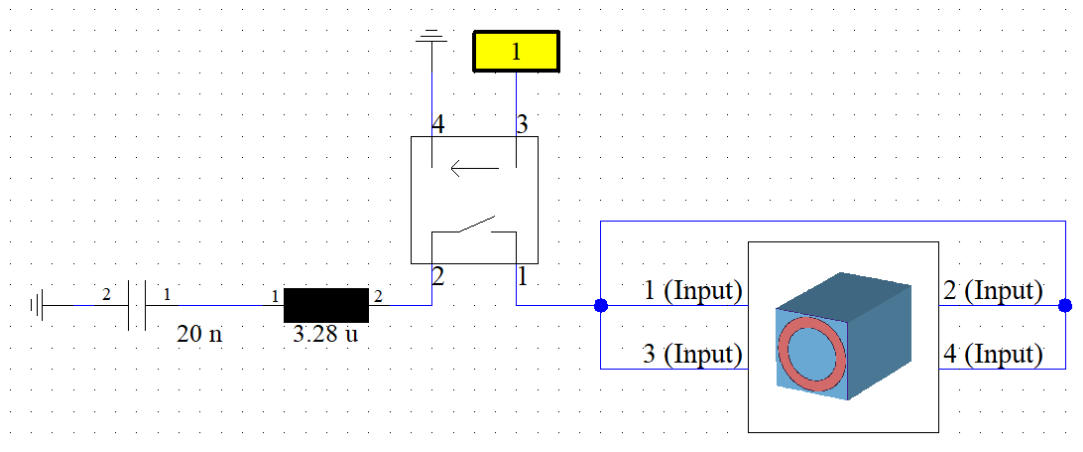 1
4 3
2 1
2 1 1 2
20 n 3.28 u
1 (Input) 2 (Input)
3 (Input) 4 (Input)